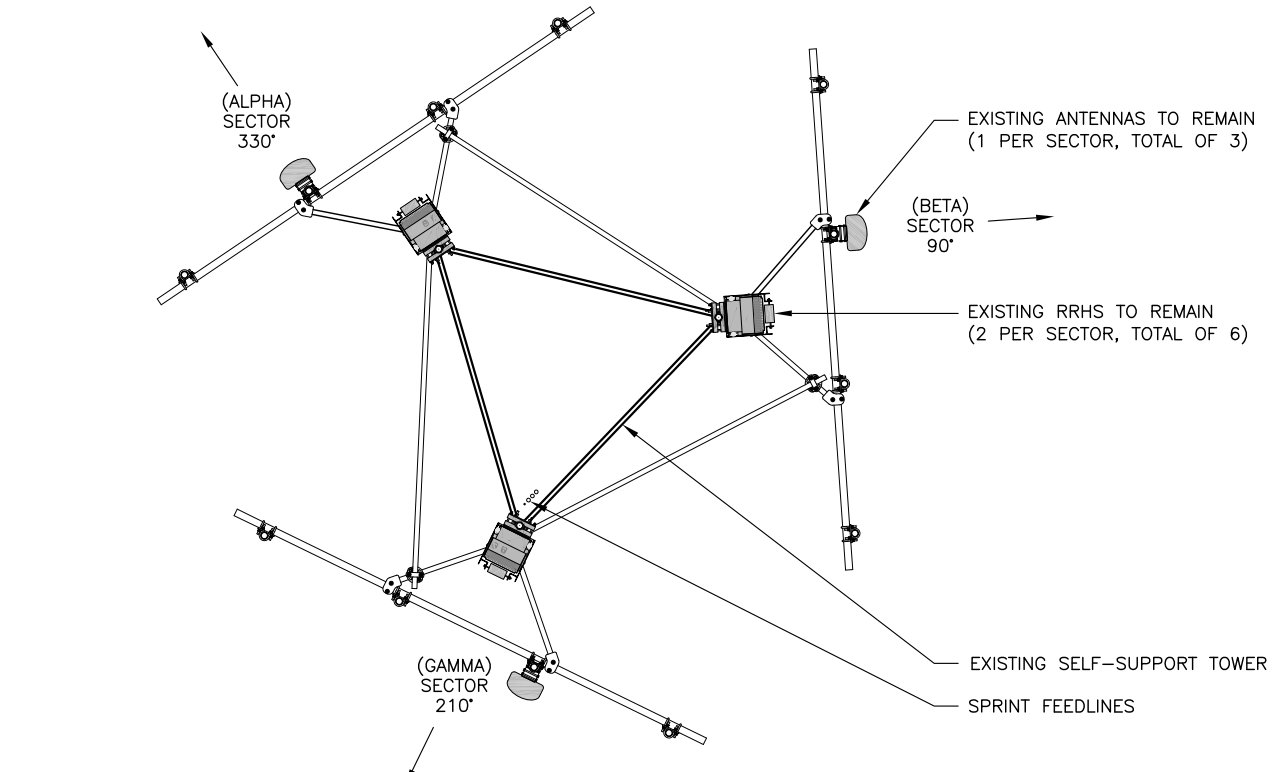 (ALPHA)
SECTOR
330°
EXISTING ANTENNAS TO REMAIN
(1 PER SECTOR, TOTAL OF 3)
(BETA)
SECTOR
90°
EXISTING RRHS TO REMAIN
(2 PER SECTOR, TOTAL OF 6)
(GAMMA)
SECTOR
210°
EXISTING SELF-SUPPORT TOWER
SPRINT FEEDLINES